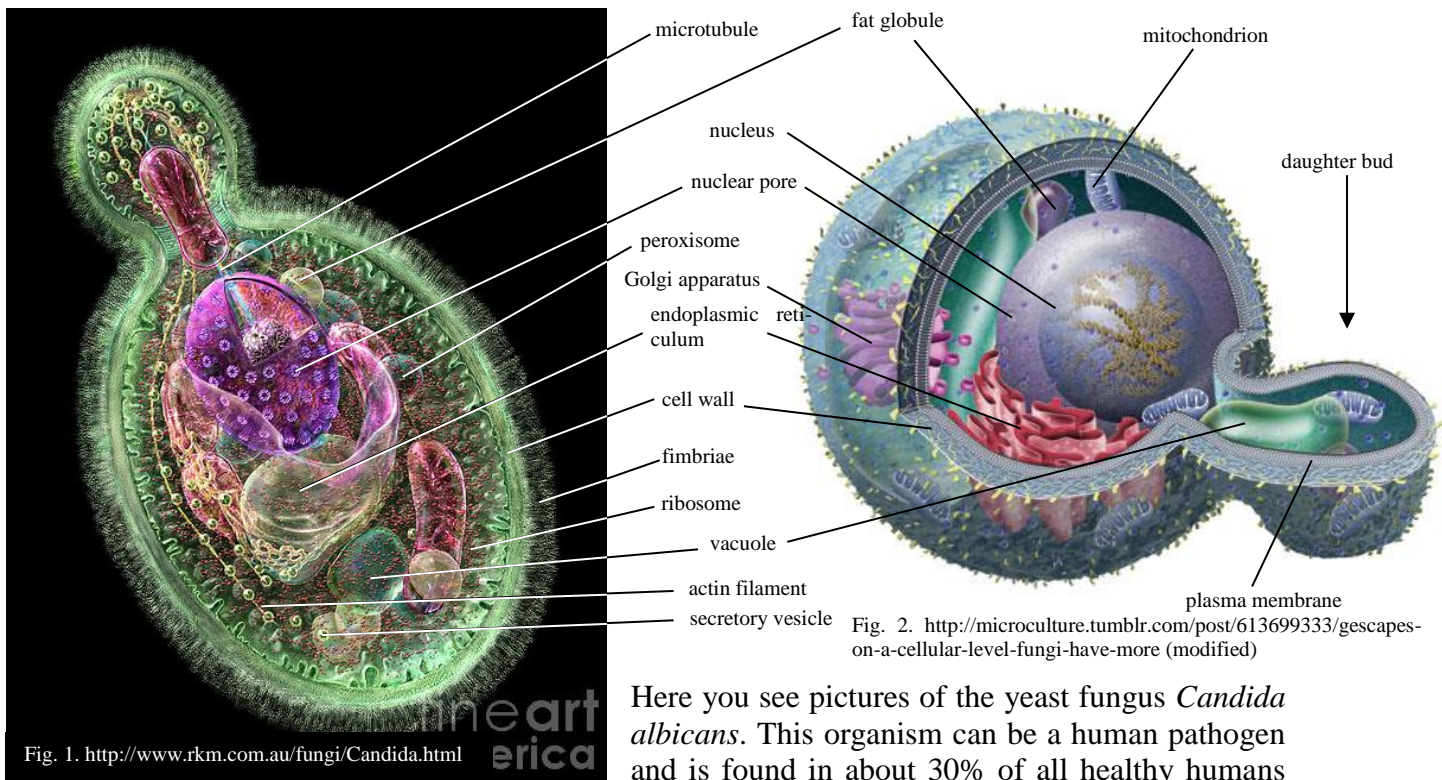 microtubule
fat globule
mitochondrion
nucleus
nuclear pore
daughter bud
peroxisome
Golgi apparatus
endoplasmic reti-
culum
cell wall
fimbriae
ribosome
vacuole
actin filament
secretory vesicle
plasma membrane
Fig. 2. http://microculture.tumblr.com/post/613699333/gescapes-
on-a-cellular-level-fungi-have-more (modified)
Here you see pictures of the yeast fungus Candida
albicans. This organism can be a human pathogen
and is found in about 30% of all healthy humans
fineart
erica
Fig. 1. http://www.rkm.com.au/fungi/Candida.html